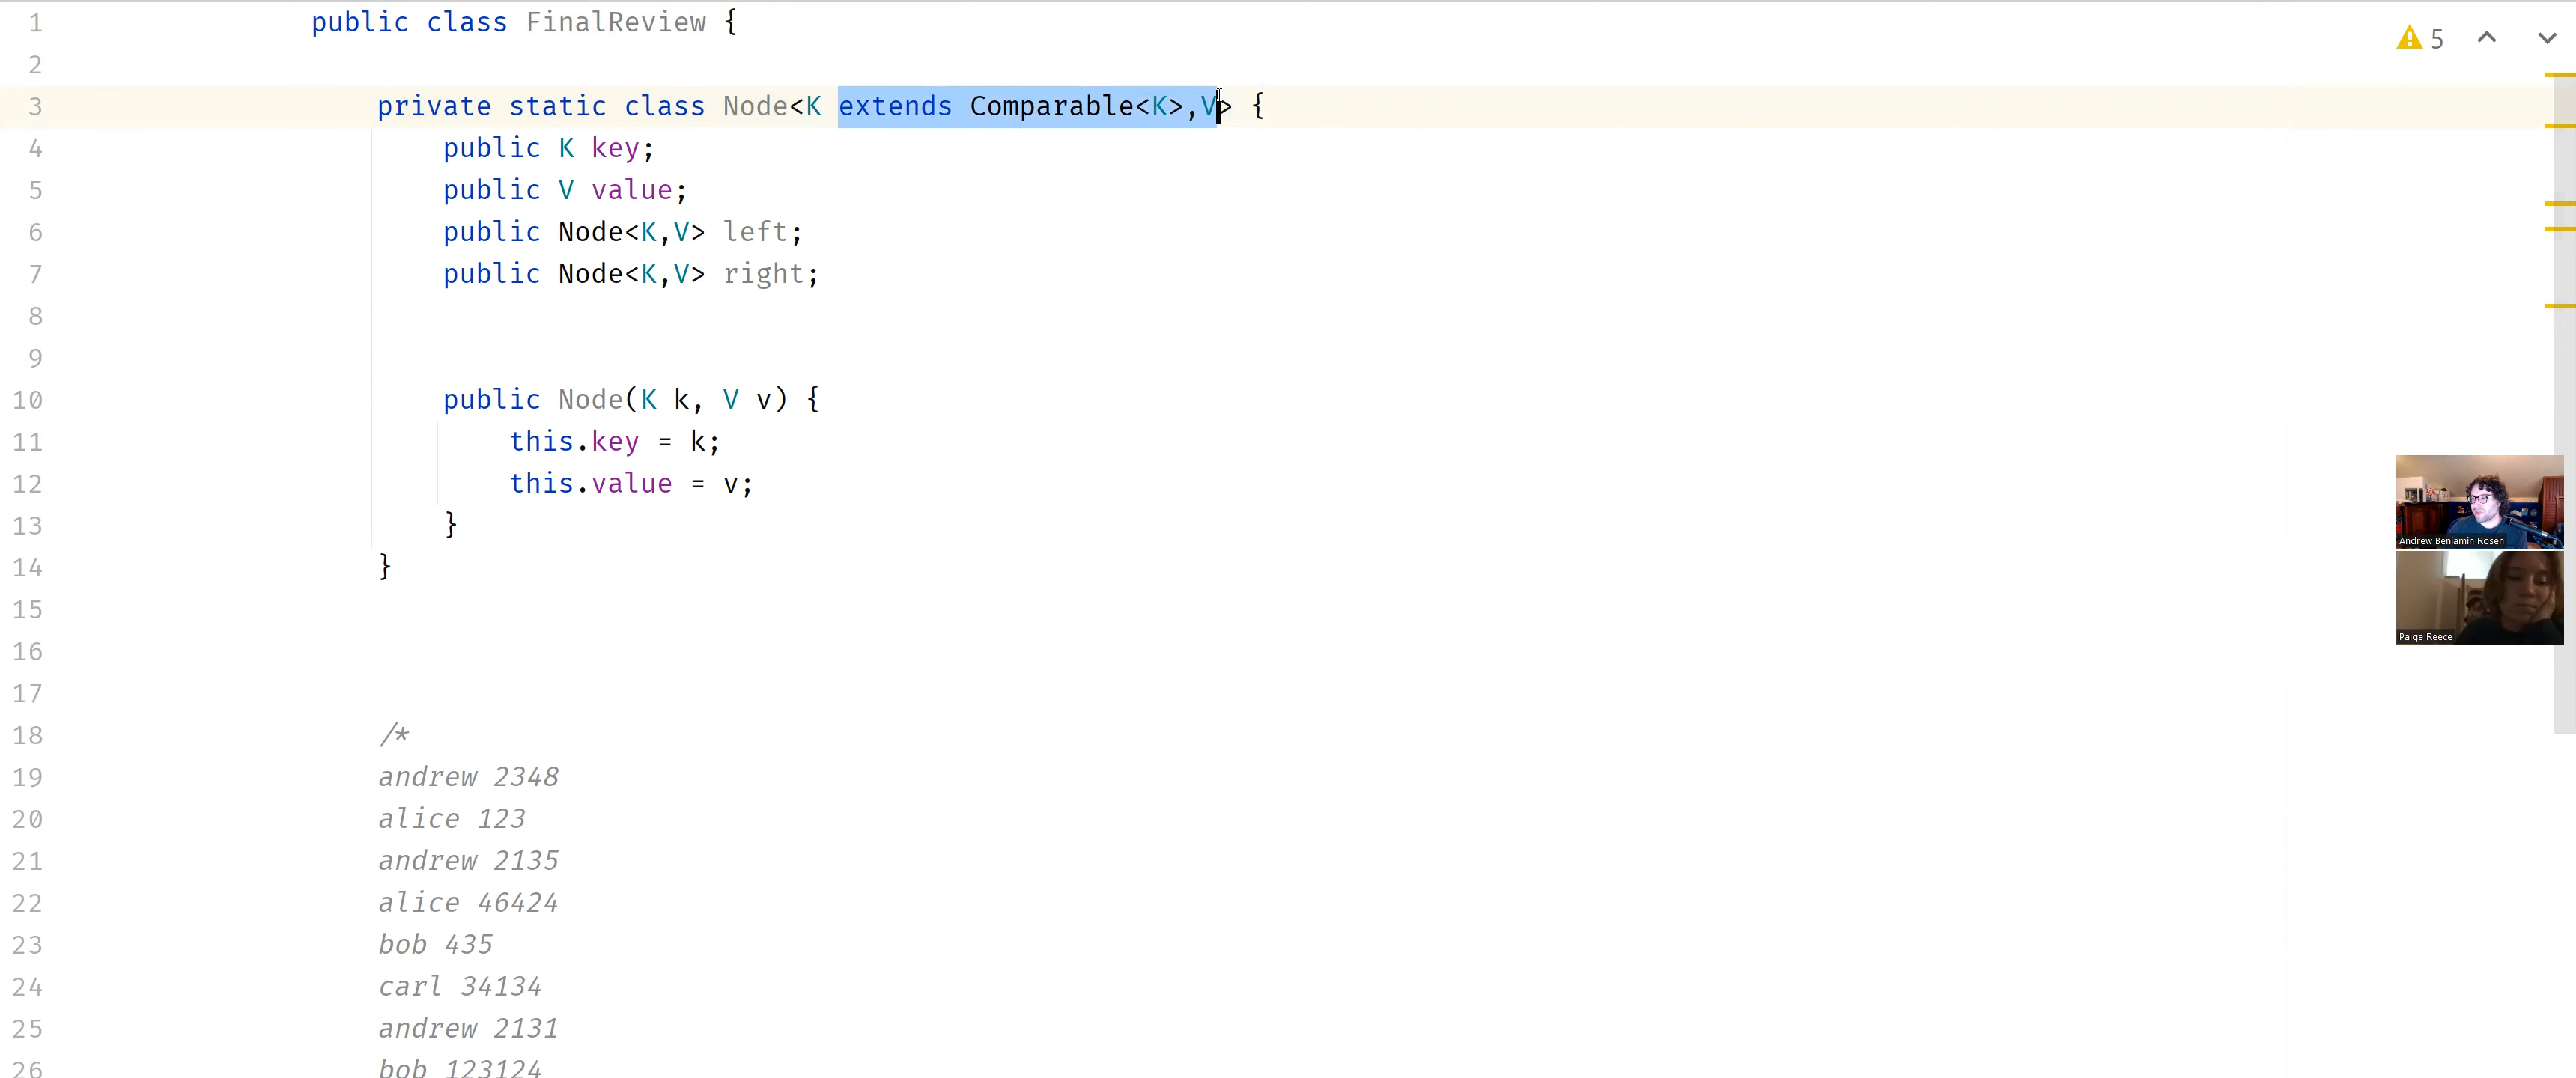 1 public class FinalReview {
5
2
3 private static class Node<K extends Comparable<K>,V> {
4 public K key;
5 public V value;
6 public Node<K,V> left;
7 public Node<K,V> right;
8
9
10 public Node(K k, V v) {
11 this.key = k;
12 this.value = v;
13 }
14 }
15
16
17
18 /*
19 andrew 2348
20 alice 123
21 andrew 2135
22 alice 46424
23 bob 435
24 carl 34134
25 andrew 2131
26 bob 123124
Andrew Benjamin Rosen
Paige Reece